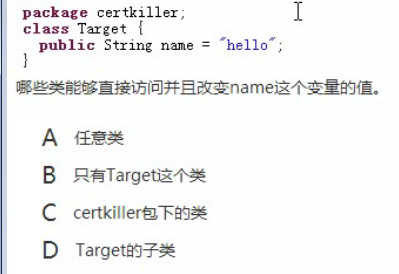 package certkiller;
class Target {
public String name = "hello";
}
哪些类能够直接访问并且改变name这个变量的值。
A 任意类
B 只有Target这个类
C certkiller包下的类
D Target的子类